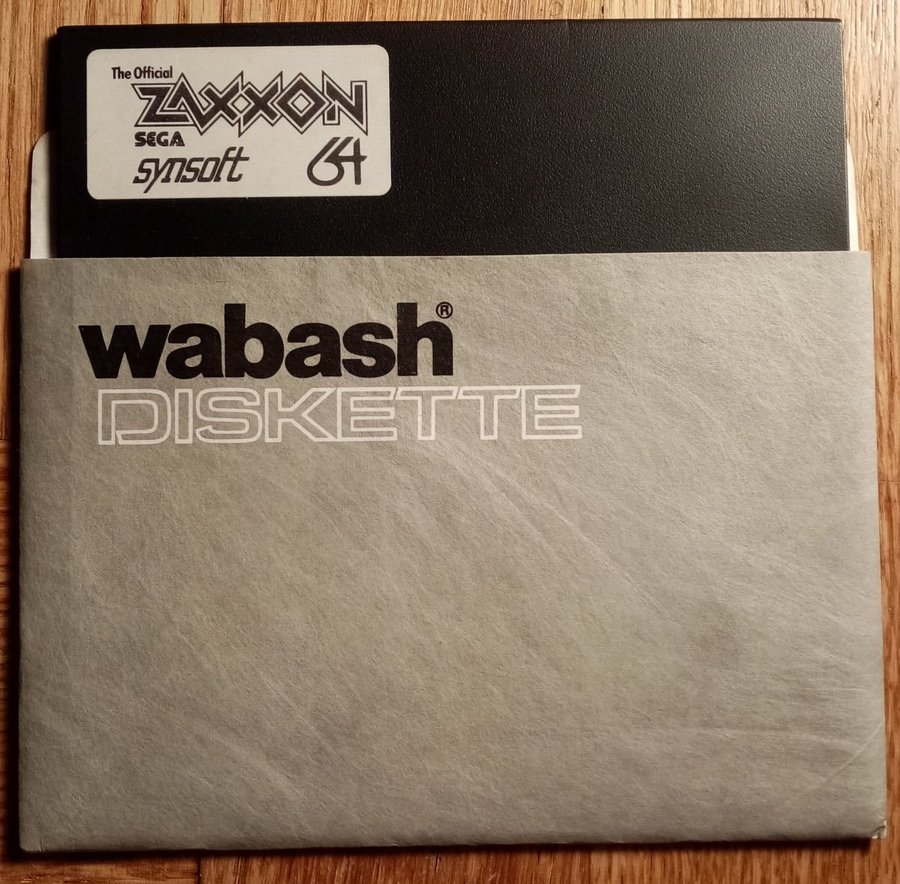 The Official
ZAXXON
SEGA
synsoft 64
wabash®
DISKETTE